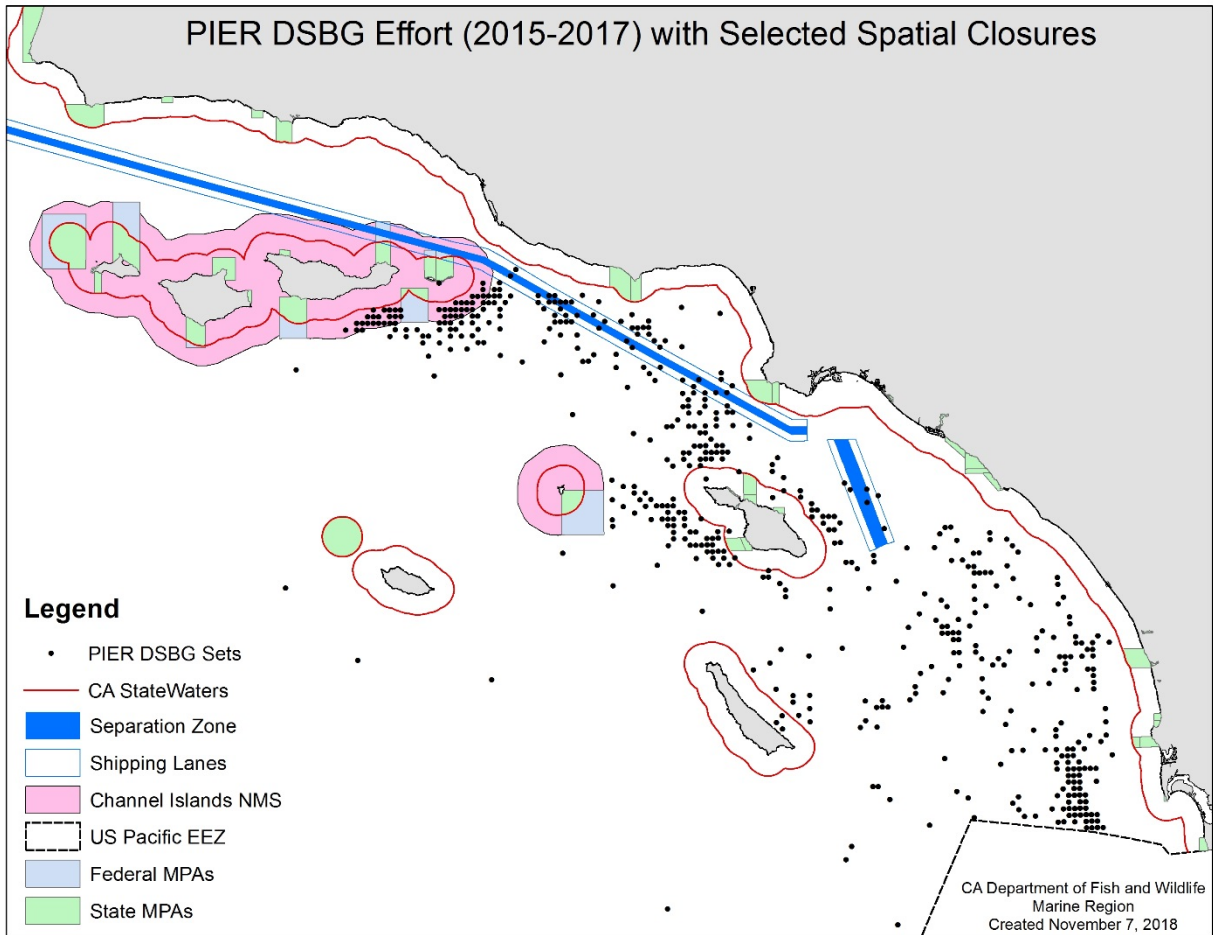 PIER DSBG Effort (2015-2017) with Selected Spatial Closures
Legend
PIER DSBG Sets
CA StateWaters
Separation Zone
Shipping Lanes
Channel Islands NMS
US Pacific EEZ
Federal MPAs
State MPAs
CA Department of Fish and Wildlife
Marine Region
Created November 7, 2018